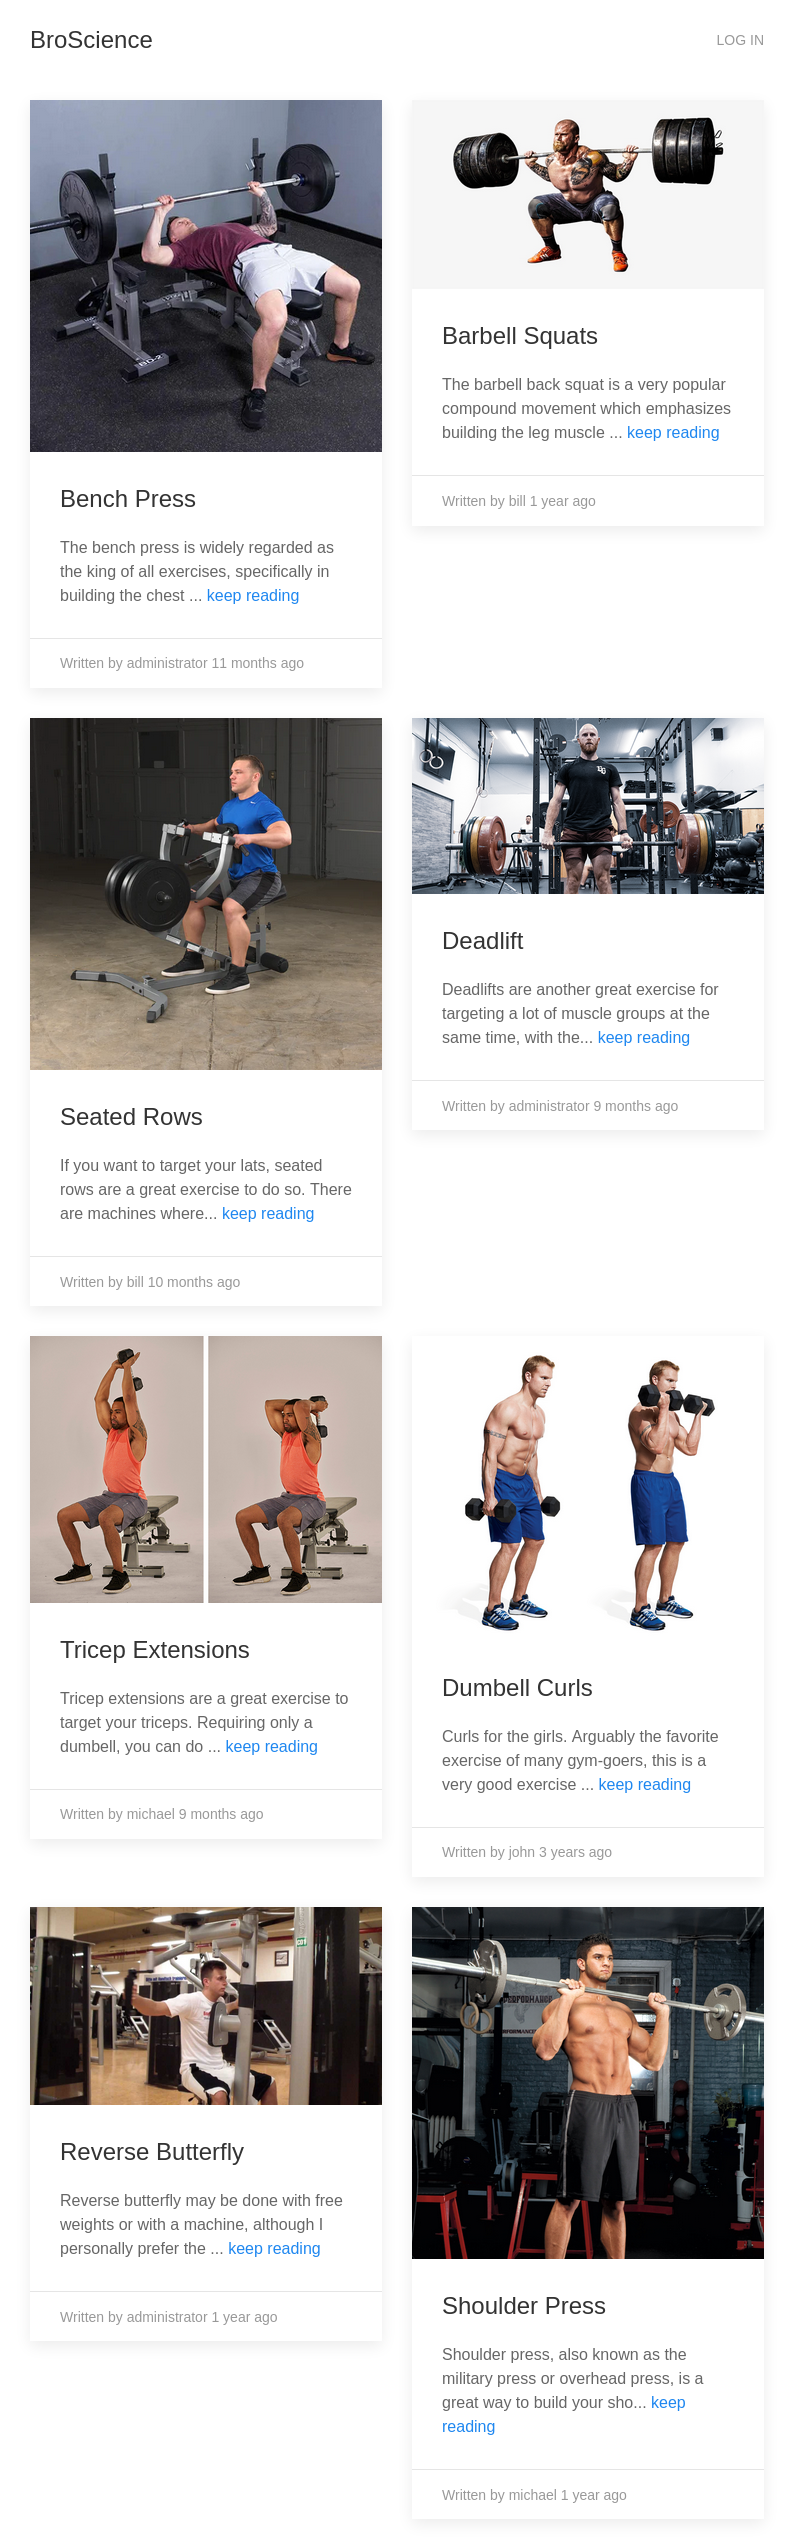 BroScience
LOG IN
Bench Press
The bench press is widely regarded as
the king of all exercises, specifically in
building the chest ... keep reading
Written by administrator 11 months ago
Barbell Squats
The barbell back squat is a very popular
compound movement which emphasizes
building the leg muscle ... keep reading
Written by bill 1 year ago
Seated Rows
If you want to target your lats, seated
rows are a great exercise to do so. There
are machines where... keep reading
Written by bill 10 months ago
Deadlift
Deadlifts are another great exercise for
targeting a lot of muscle groups at the
same time, with the... keep reading
Written by administrator 9 months ago
Tricep Extensions
Tricep extensions are a great exercise to
target your triceps. Requiring only a
dumbell, you can do ... keep reading
Written by michael 9 months ago
Dumbell Curls
Curls for the girls. Arguably the favorite
exercise of many gym-goers, this is a
very good exercise ... keep reading
Written by john 3 years ago
Reverse Butterfly
Reverse butterfly may be done with free
weights or with a machine, although I
personally prefer the ... keep reading
Written by administrator 1 year ago
PERFORMANCE
PERFORMANCE
Shoulder Press
Shoulder press, also known as the
military press or overhead press, is a
great way to build your sho... keep
reading
Written by michael 1 year ago